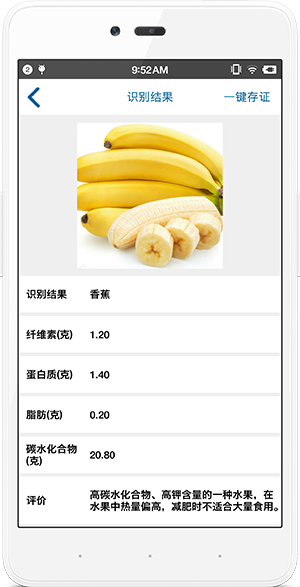 2
9:52AM
识别结果
一键存证
识别结果
香蕉
纤维素(克)
1.20
蛋白质(克)
1.40
脂肪(克)
0.20
碳水化合物
(克)
20.80
评价
高碳水化合物、高钾含量的一种水果，在
水果中热量偏高，减肥时不适合大量食用。